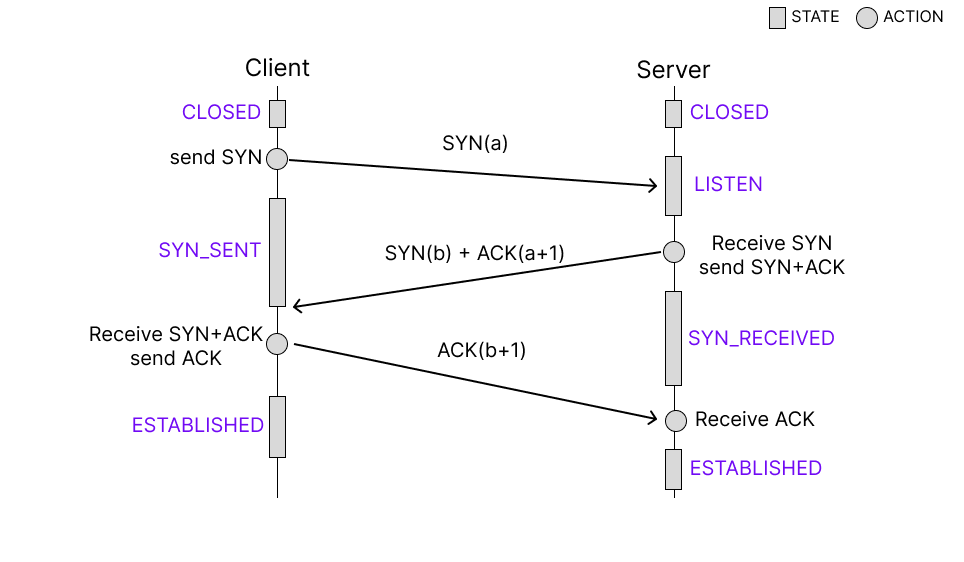 STATE
ACTION
Client
Server
CLOSED
CLOSED
SYN(a)
send SYN
LISTEN
SYN_SENT
SYN(b) + ACK(a+1)
Receive SYN
send SYN+ACK
Receive SYN+ACK
send ACK
SYN_RECEIVED
ACK(b+1)
ESTABLISHED
Receive ACK
ESTABLISHED